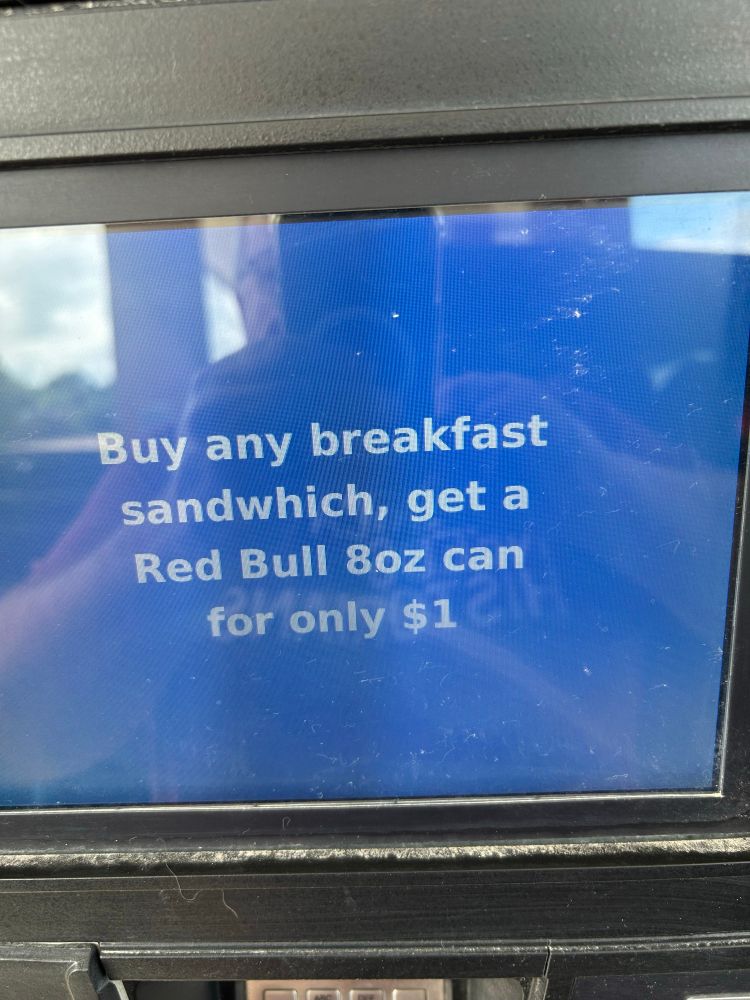 Buy any breakfast
sandwhich, get a
Red Bull 8oz can
for only $1